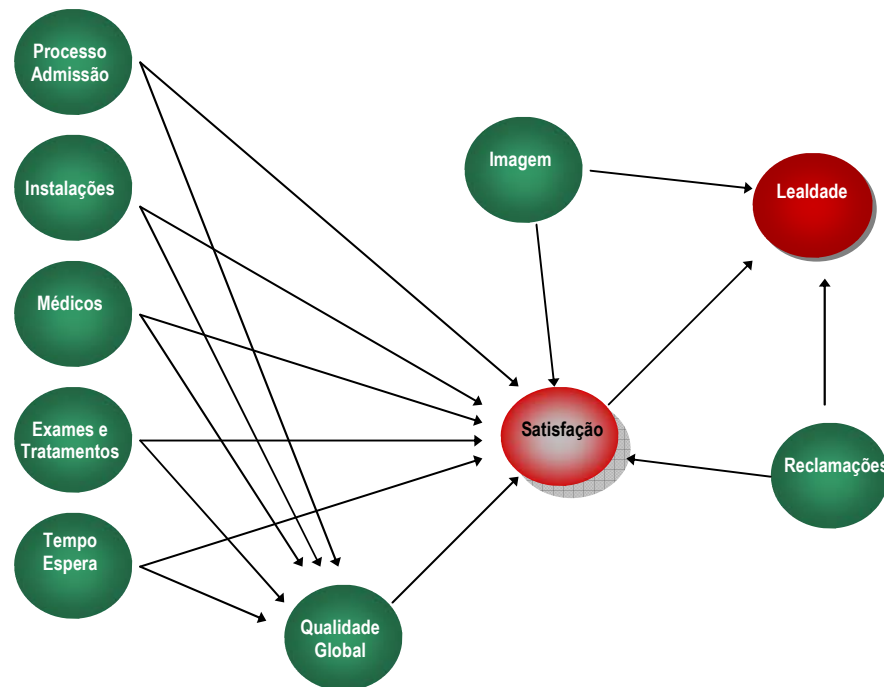 Processo
Admissão
Instalações
Médicos
Exames e
Tratamentos
Tempo
Espera
Qualidade
Global
Imagem
Satisfação
Lealdade
Reclamações